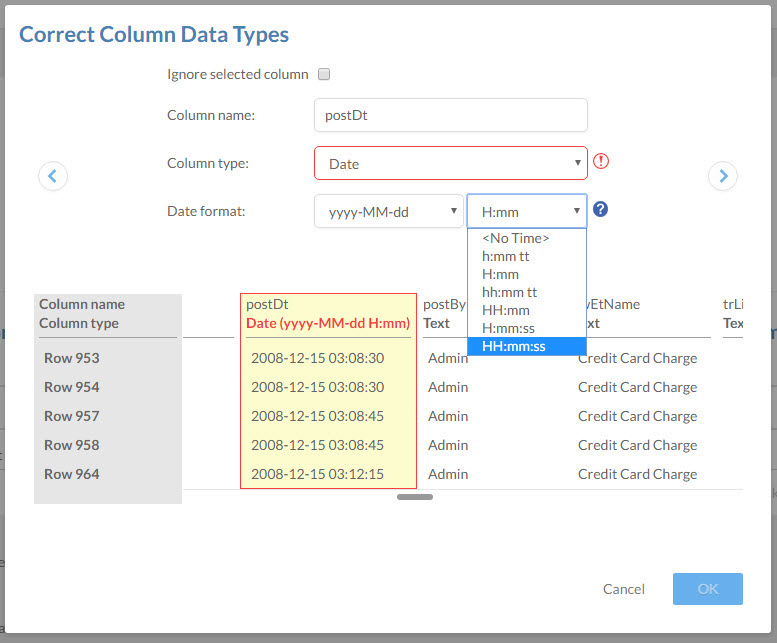 Correct Column Data Types
Ignore selected column
Column name: postDt
Column type: Date
Date format: yyyy-MM-dd H:mm
<No Time>
h:mm tt
H:mm
hh:mm tt
HH:mm
H:mm:ss
HH:mm:ss
Column name postDt postBy EtName trLi
Column type Date (yyyy-MM-dd H:mm) Text xt Tex
Row 953 2008-12-15 03:08:30 Admin Credit Card Charge
Row 954 2008-12-15 03:08:30 Admin Credit Card Charge
Row 957 2008-12-15 03:08:45 Admin Credit Card Charge
Row 958 2008-12-15 03:08:45 Admin Credit Card Charge
Row 964 2008-12-15 03:12:15 Admin Credit Card Charge
Cancel OK